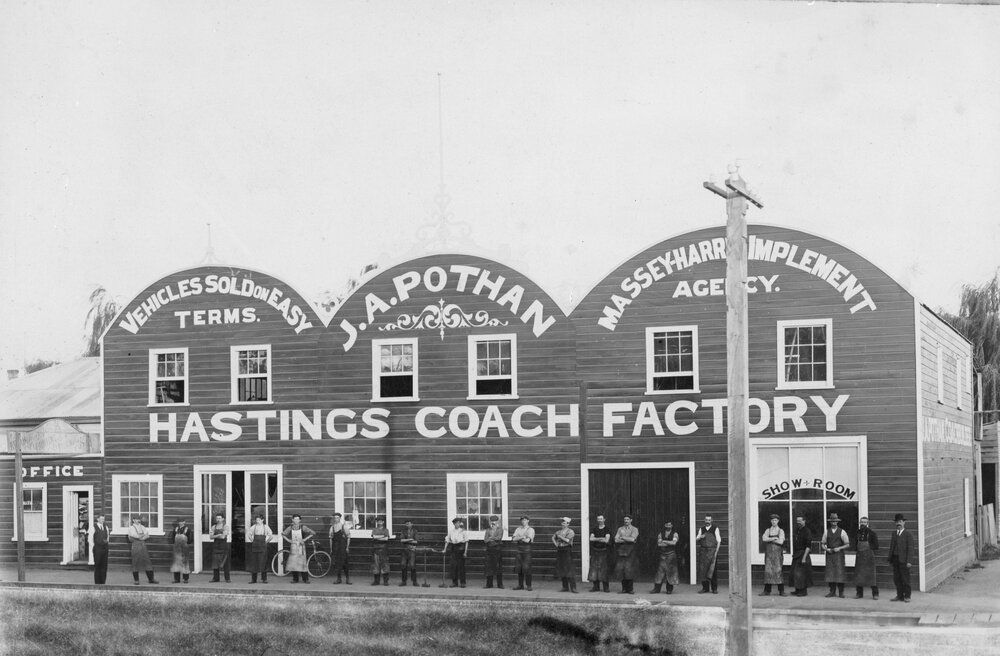 VEHICLES SOLD ON EASY
TERMS.
J. A. POTHAN
MASSEY-HARRIS IMPLEMENT
AGENCY.
HASTINGS COACH FACTORY
OFFICE
SHOW ROOM